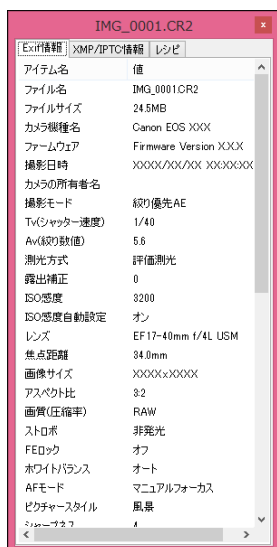 IMG_0001.CR2
Exif情報 XMP/IPTC情報 レシピ
アイテム名 値
ファイル名 IMG_0001.CR2
ファイルサイズ 24.5MB
カメラ機種名 Canon EOS XXX
ファームウェア Firmware Version X.X.X
撮影日時 XXXX/XX/XX XX:XX:XX
カメラの所有者名
撮影モード 絞り優先AE
Tv(シャッター速度) 1/40
Av(絞り数値) 5.6
測光方式 評価測光
露出補正 0
ISO感度 3200
ISO感度自動設定 オン
レンズ EF17-40mm f/4L USM
焦点距離 34.0mm
画像サイズ XXXXxXXXX
アスペクト比 3:2
画質(圧縮率) RAW
ストロボ 非発光
FEロック オフ
ホワイトバランス オート
AFモード マニュアルフォーカス
ピクチャースタイル 風景
シャープネス 4